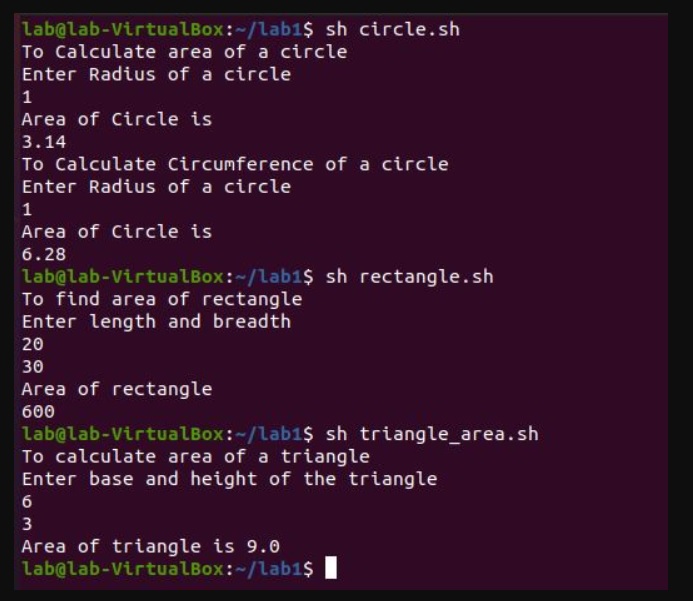 lab@lab-VirtualBox:~/lab1$ sh circle.sh
To Calculate area of a circle
Enter Radius of a circle
1
Area of Circle is
3.14
To Calculate Circumference of a circle
Enter Radius of a circle
1
Area of Circle is
6.28
lab@lab-VirtualBox:~/lab1$ sh rectangle.sh
To find area of rectangle
Enter length and breadth
20
30
Area of rectangle
600
lab@lab-VirtualBox:~/lab1$ sh triangle_area.sh
To calculate area of a triangle
Enter base and height of the triangle
6
3
Area of triangle is 9.0
lab@lab-VirtualBox:~/lab1$